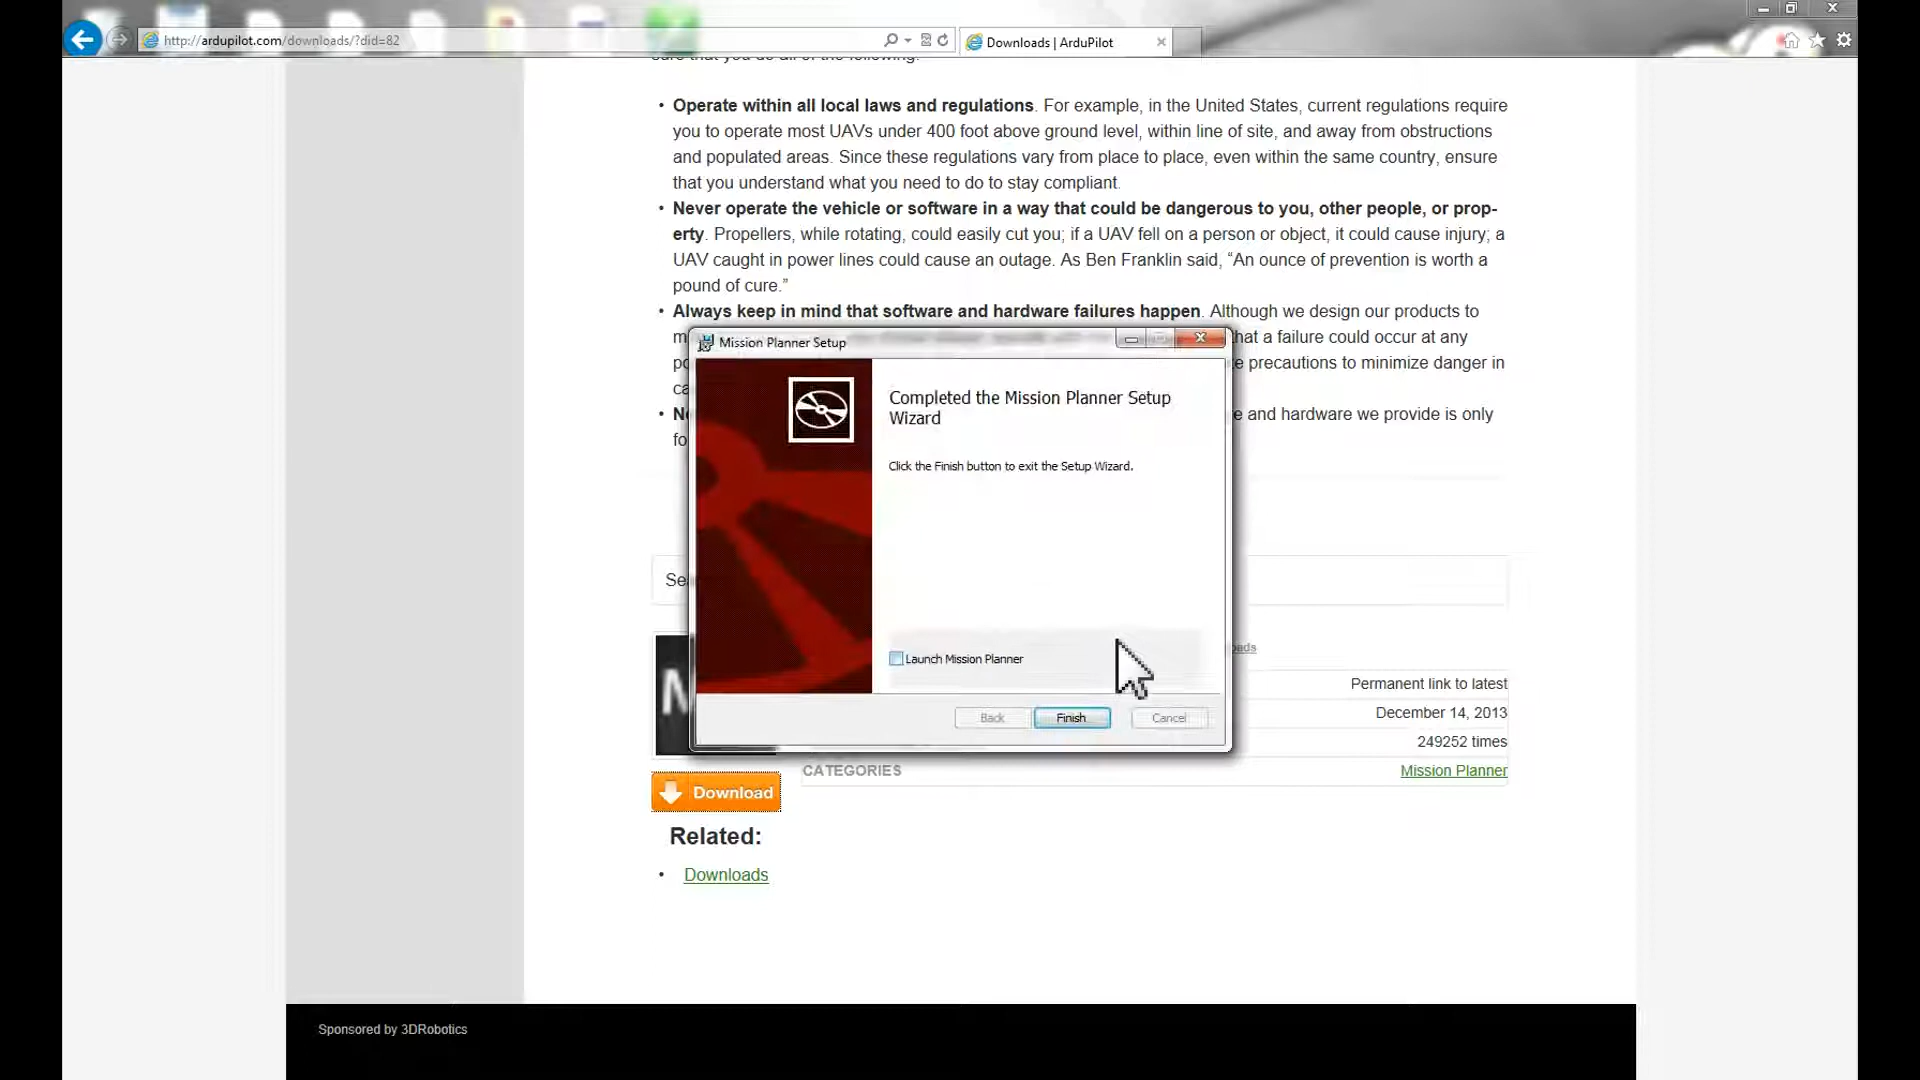 http://ardupilot.com/downloads/?did=82
Downloads | ArduPilot
sure that you do all of the following:
• Operate within all local laws and regulations. For example, in the United States, current regulations require
you to operate most UAVs under 400 foot above ground level, within line of site, and away from obstructions
and populated areas. Since these regulations vary from place to place, even within the same country, ensure
that you understand what you need to do to stay compliant.
• Never operate the vehicle or software in a way that could be dangerous to you, other people, or prop-
erty. Propellers, while rotating, could easily cut you; if a UAV fell on a person or object, it could cause injury; a
UAV caught in power lines could cause an outage. As Ben Franklin said, “An ounce of prevention is worth a
pound of cure.”
• Always keep in mind that software and hardware failures happen. Although we design our products to
that a failure could occur at any
precautions to minimize danger in
and hardware we provide is only
Mission Planner Setup
Completed the Mission Planner Setup
Wizard
Click the Finish button to exit the Setup Wizard.
Launch Mission Planner
Back
Finish
Cancel
Permanent link to latest
December 14, 2013
249252 times
CATEGORIES
Mission Planner
Download
Related:
• Downloads
Sponsored by 3DRobotics